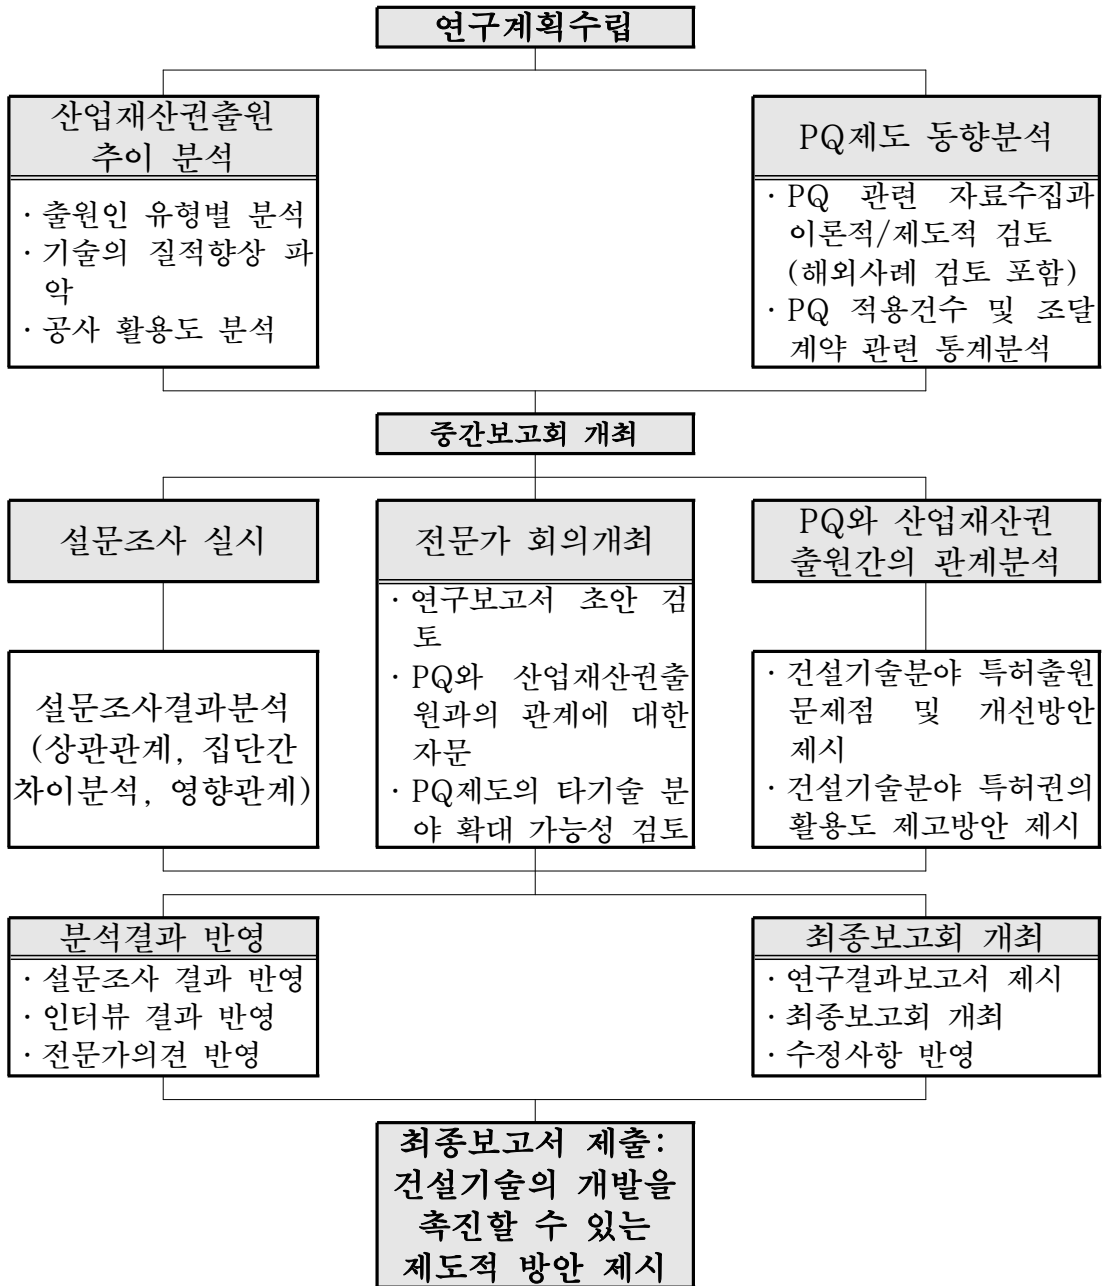 연구계획수립
산업재산권출원
추이 분석
· 출원인 유형별 분석
· 기술의 질적향상 파
악
· 공사 활용도 분석
PQ제도 동향분석
· PQ 관련 자료수집과
이론적/제도적 검토
(해외사례 검토 포함)
· PQ 적용건수 및 조달
계약 관련 통계분석
중간보고회 개최
설문조사 실시
설문조사결과분석
(상관관계, 집단간
차이분석, 영향관계)
전문가 회의개최
· 연구보고서 초안 검
토
· PQ와 산업재산권출
원과의 관계에 대한
자문
· PQ제도의 타기술 분
야 확대 가능성 검토
PQ와 산업재산권
출원간의 관계분석
· 건설기술분야 특허출원
문제점 및 개선방안
제시
· 건설기술분야 특허권의
활용도 제고방안 제시
분석결과 반영
· 설문조사 결과 반영
· 인터뷰 결과 반영
· 전문가의견 반영
최종보고회 개최
· 연구결과보고서 제시
· 최종보고회 개최
· 수정사항 반영
최종보고서 제출:
건설기술의 개발을
촉진할 수 있는
제도적 방안 제시